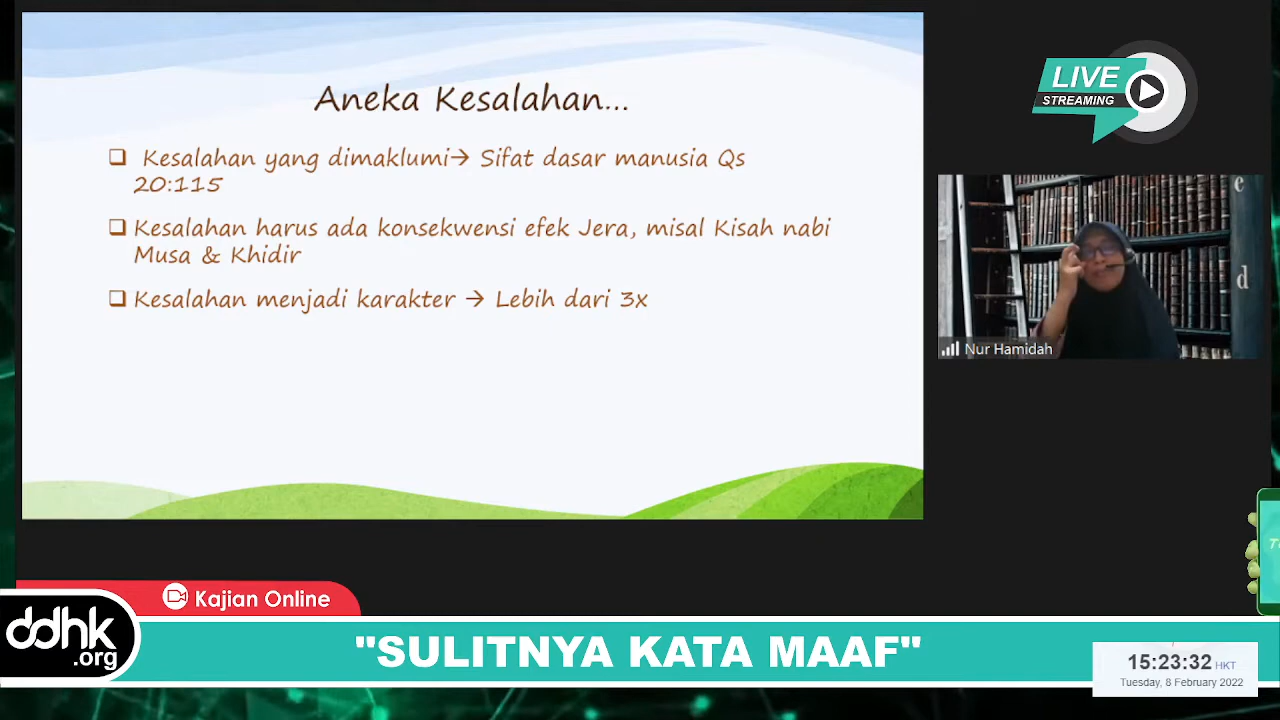 Aneka Kesalahan...
❑ Kesalahan yang dimaklumi→ Sifat dasar manusia Qs
20:115
❑ Kesalahan harus ada konsekwensi efek Jera, misal Kisah nabi
Musa & Khidir
❑ Kesalahan menjadi karakter → Lebih dari 3x
LIVE
STREAMING
e
d
Nur Hamidah
Kajian Online
ddhk
.org
"SULITNYA KATA MAAF"
15:23:32 HKT
Tuesday, 8 February 2022